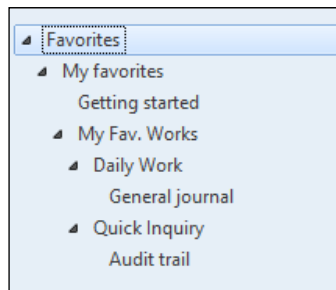 Favorites
My favorites
Getting started
My Fav. Works
Daily Work
General journal
Quick Inquiry
Audit trail